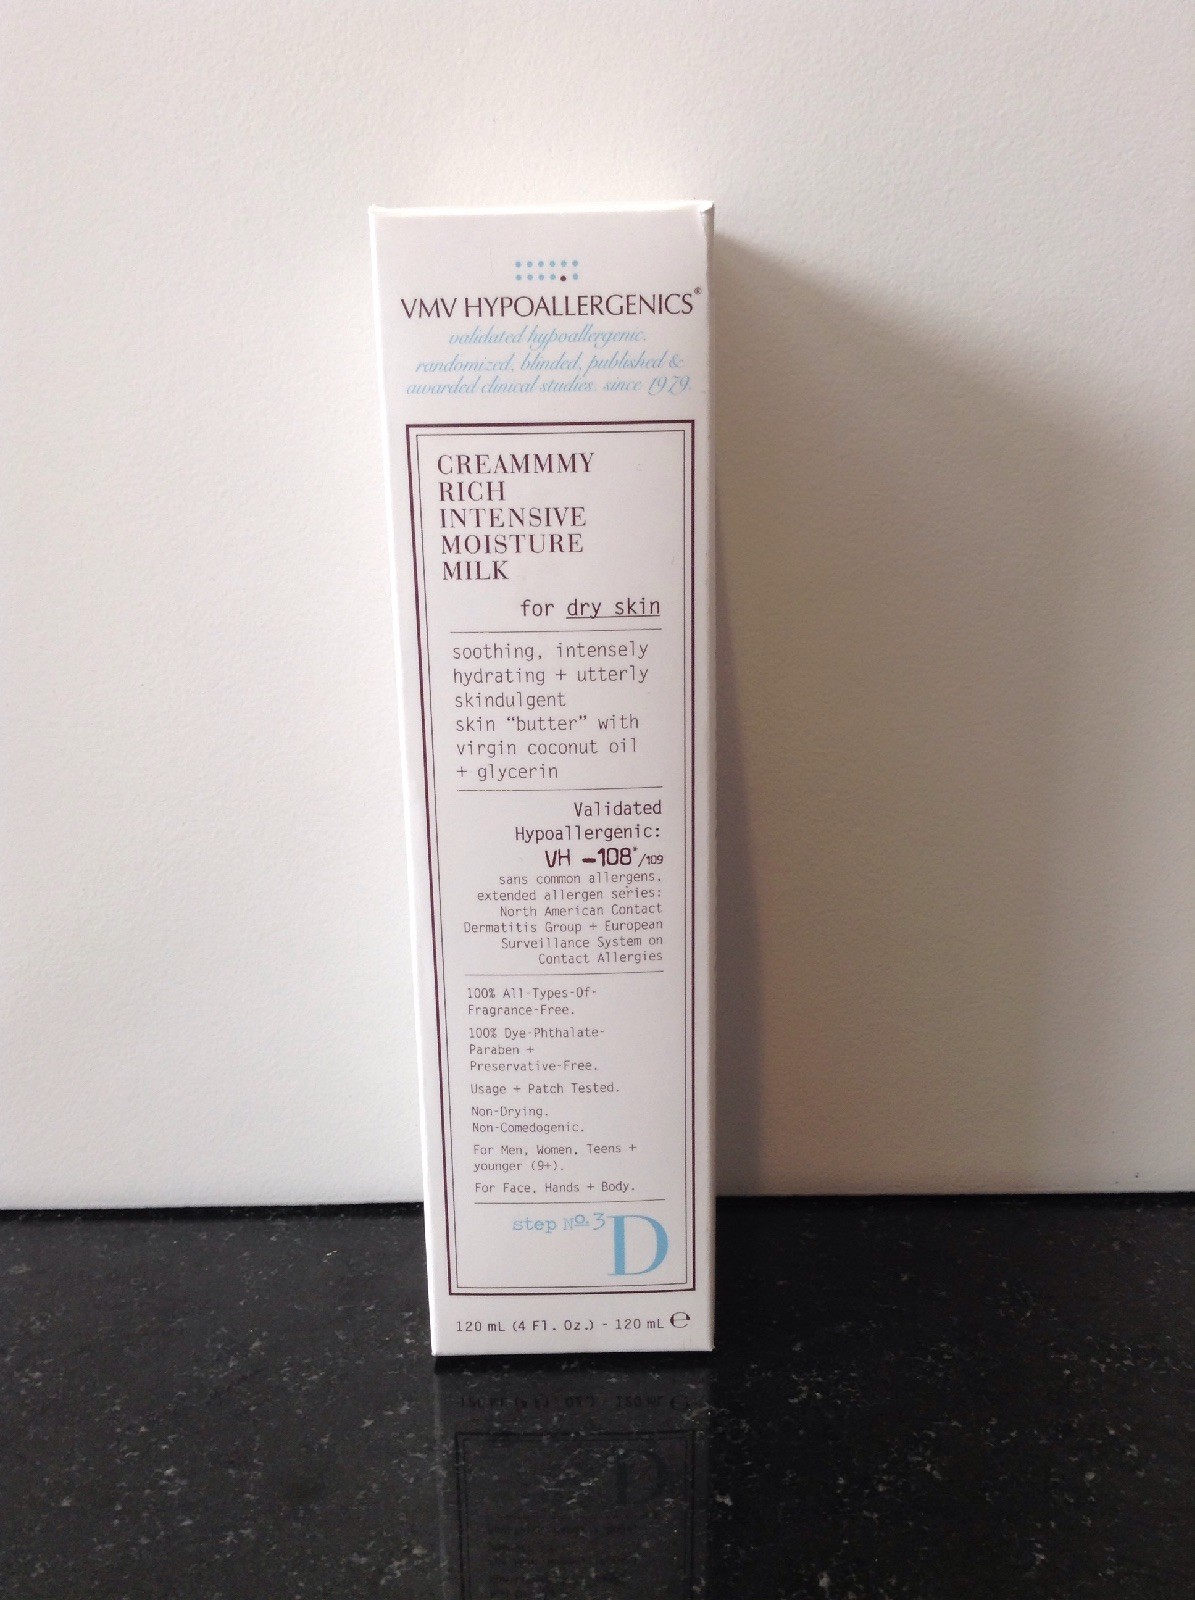 VMV HYPOALLERGENICS®
validated hypoallergenic.
randomized, blinded, published &
awarded clinical studies. since 1979.
CREAMMMY
RICH
INTENSIVE
MOISTURE
MILK
for dry skin
soothing, intensely
hydrating + utterly
skindulgent
skin “butter” with
virgin coconut oil
+ glycerin
Validated
Hypoallergenic:
VH -108*/109
sans common allergens,
extended allergen series:
North American Contact
Dermatitis Group + European
Surveillance System on
Contact Allergies
100% All-Types-Of-
Fragrance-Free.
100% Dye-Phthalate-
Paraben +
Preservative-Free.
Usage + Patch Tested.
Non-Drying,
Non-Comedogenic.
For Men, Women, Teens +
younger (9+).
For Face, Hands + Body.
step No. 3 D
120 mL (4 Fl. Oz.) - 120 mL ℮